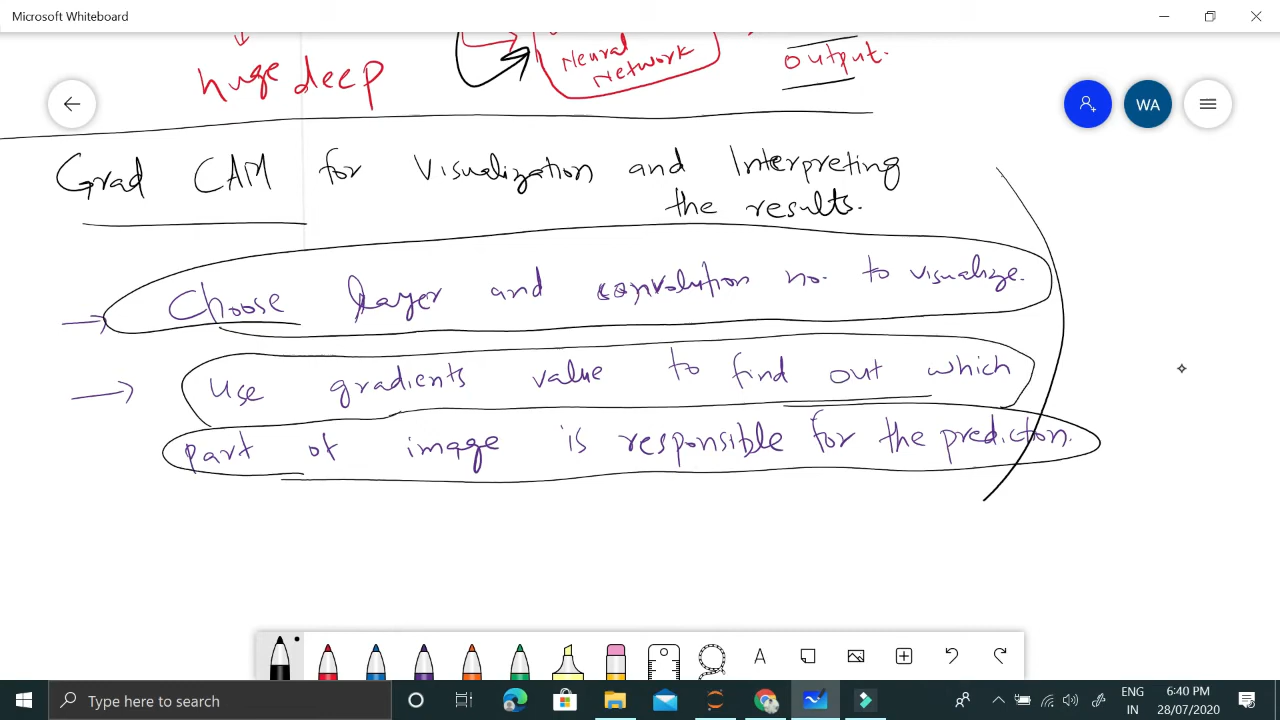 Microsoft Whiteboard
Neural
Network
output.
huge deep
WA
Grad CAM for Visualization and Interpreting
the results.
Choose layer and convolution no. to visualize.
Use gradients value to find out which
part of image is responsible for the prediction.
A
Type here to search
ENG
IN
6:40 PM
28/07/2020